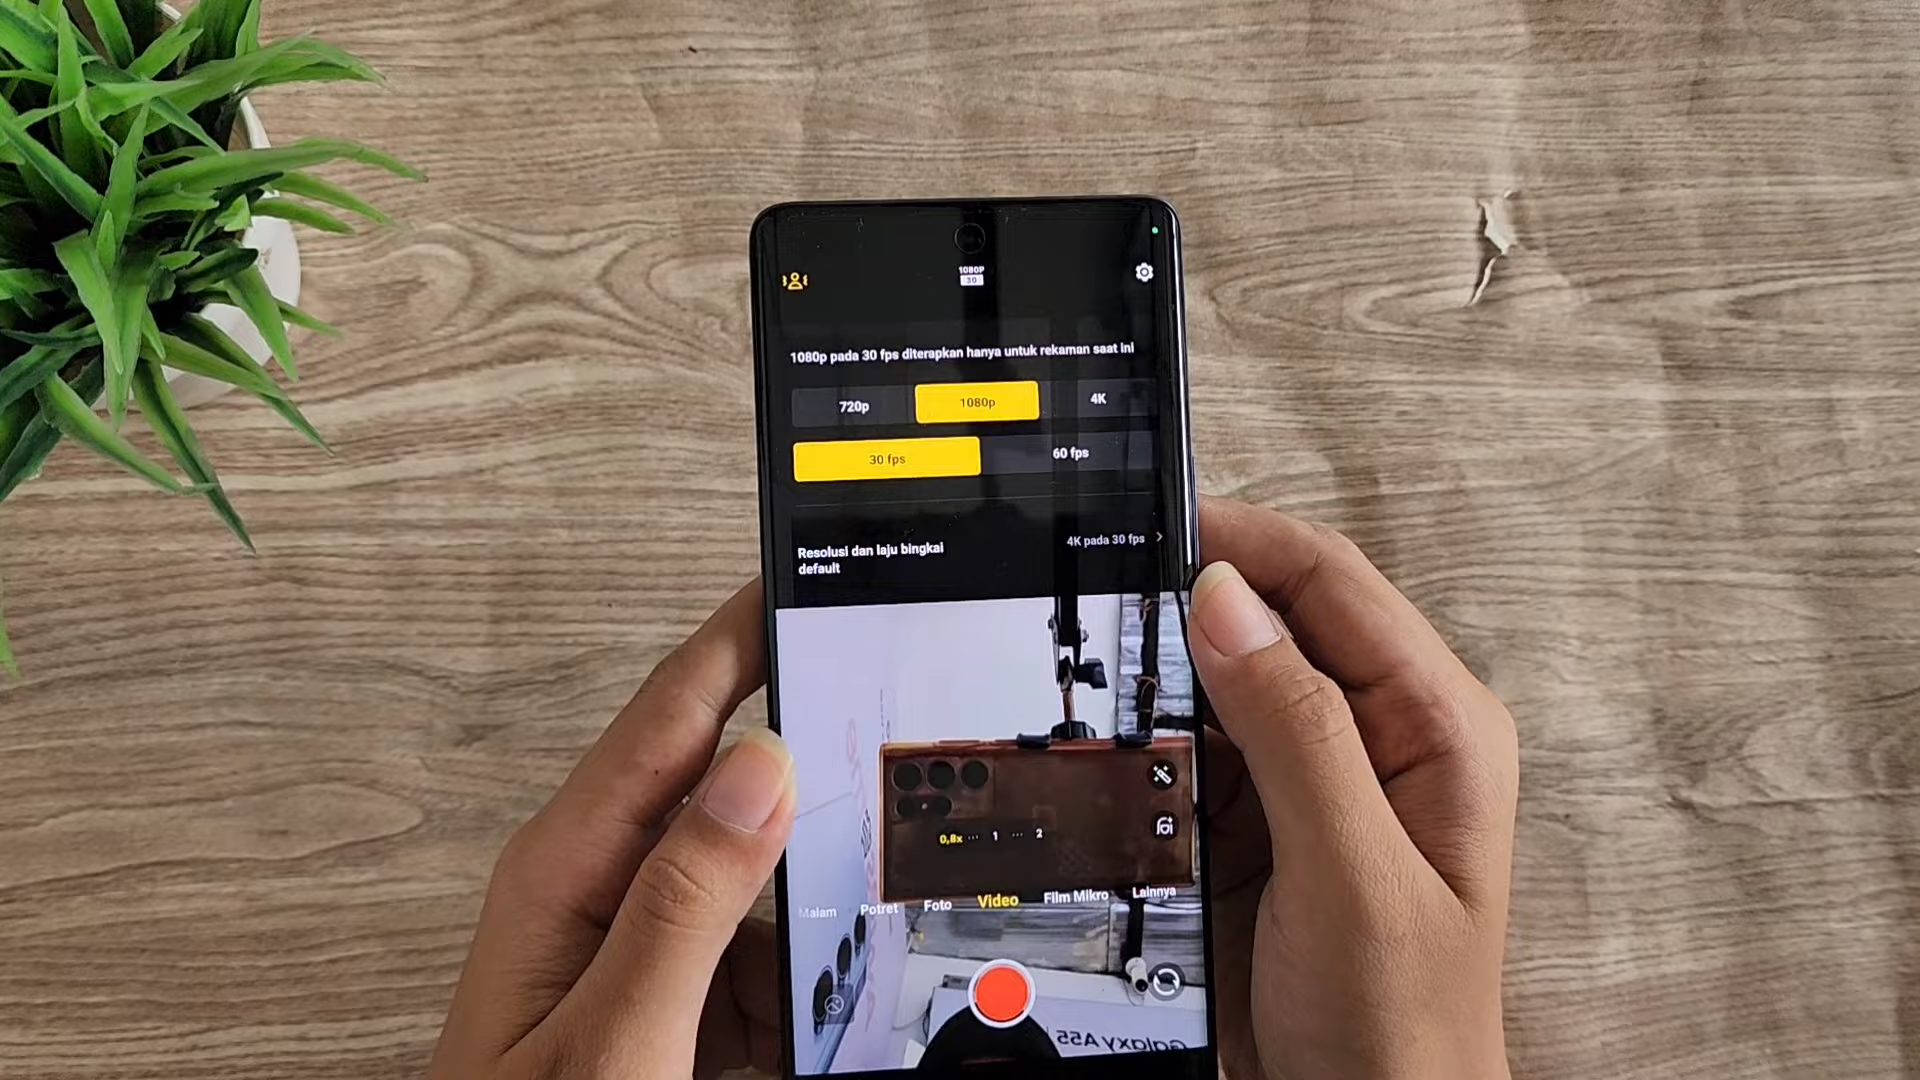 1080P
30
1080p pada 30 fps diterapkan hanya untuk rekaman saat ini
720p 1080p 4K
30 fps 60 fps
Resolusi dan laju bingkai default
4K pada 30 fps
0,8x 1 2
Malam Potret Foto Video Film Mikro Lainnya
Galaxy A55